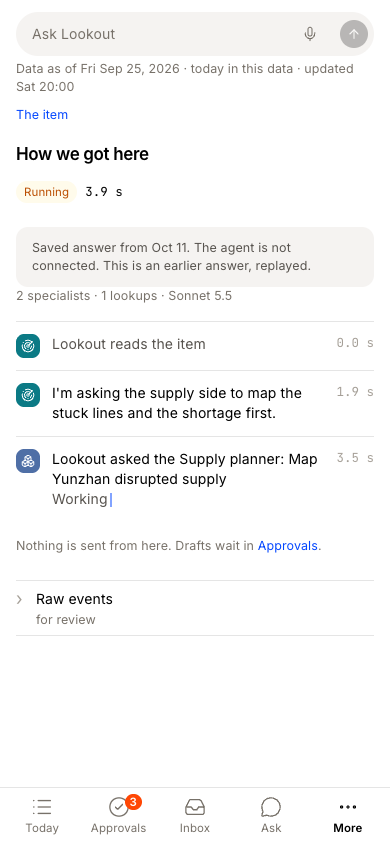 Ask Lookout
Data as of Fri Sep 25, 2026 · today in this data · updated
Sat 20:00
The item
How we got here
Running 3.9 s
Saved answer from Oct 11. The agent is not
connected. This is an earlier answer, replayed.
2 specialists · 1 lookups · Sonnet 5.5
Lookout reads the item 0.0 s
I'm asking the supply side to map the 1.9 s
stuck lines and the shortage first.
Lookout asked the Supply planner: Map 3.5 s
Yunzhan disrupted supply
Working
Nothing is sent from here. Drafts wait in Approvals.
Raw events
for review
3
Today Approvals Inbox Ask More